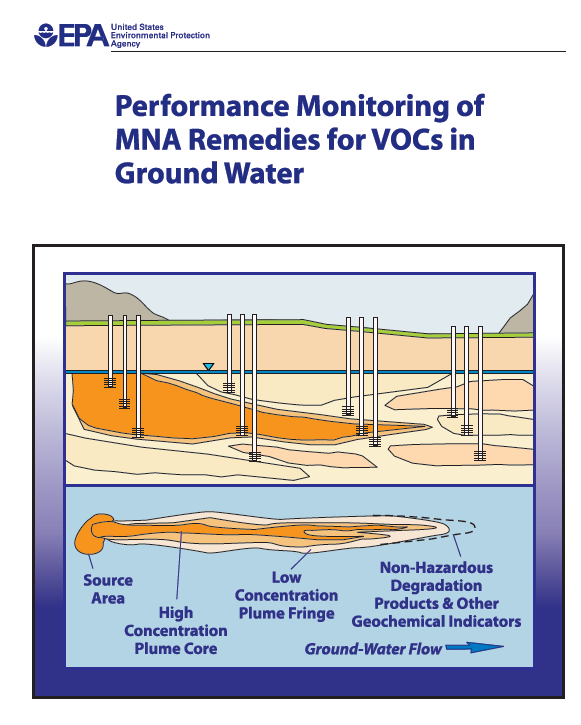 EPA
United States
Environmental Protection
Agency
Performance Monitoring of
MNA Remedies for VOCs in
Ground Water
Source
Area
High
Concentration
Plume Core
Low
Concentration
Plume Fringe
Non-Hazardous
Degradation
Products & Other
Geochemical Indicators
Ground-Water Flow